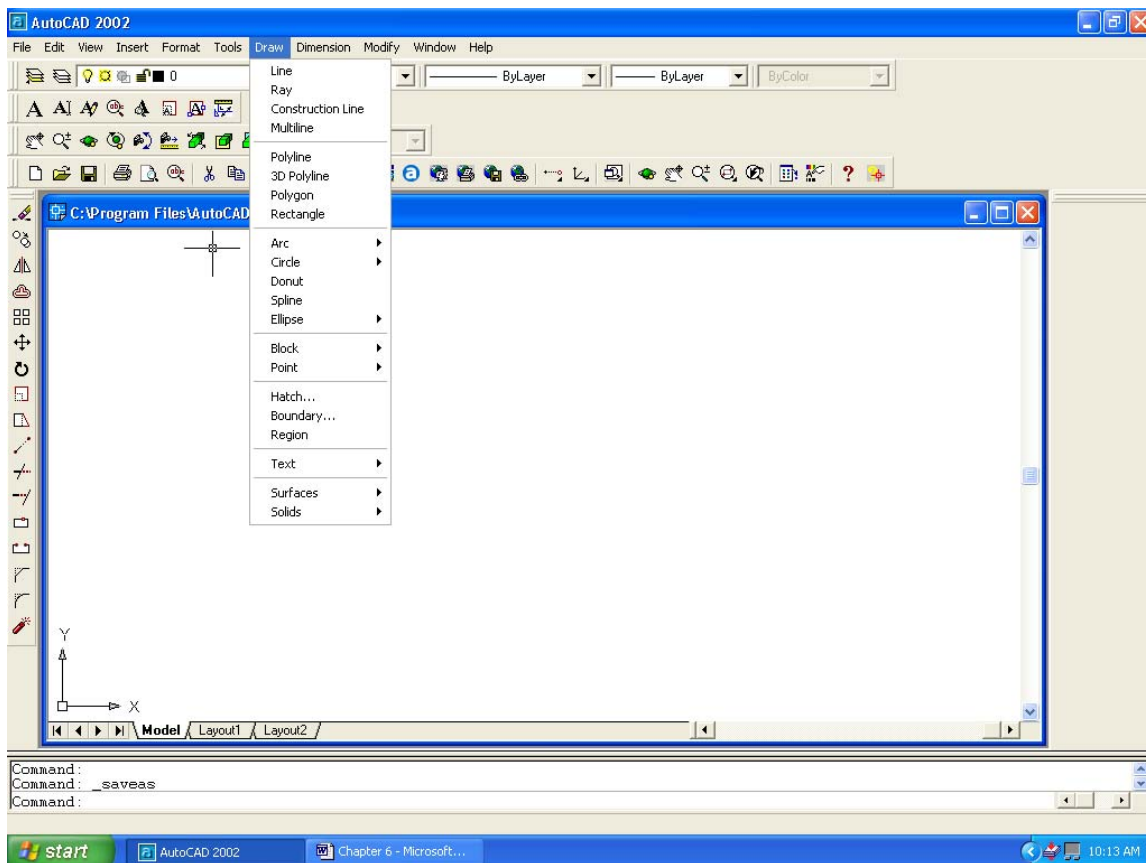 AutoCAD 2002
File Edit View Insert Format Tools Draw Dimension Modify Window Help
0 ByLayer ByLayer ByColor
Line
Ray
Construction Line
Multiline
Polyline
3D Polyline
Polygon
Rectangle
Arc
Circle
Donut
Spline
Ellipse
Block
Point
Hatch...
Boundary...
Region
Text
Surfaces
Solids
C:\Program Files\AutoCAD
Y
X
Model Layout1 Layout2
Command:
Command: _saveas
Command:
start AutoCAD 2002 Chapter 6 - Microsoft... 10:13 AM